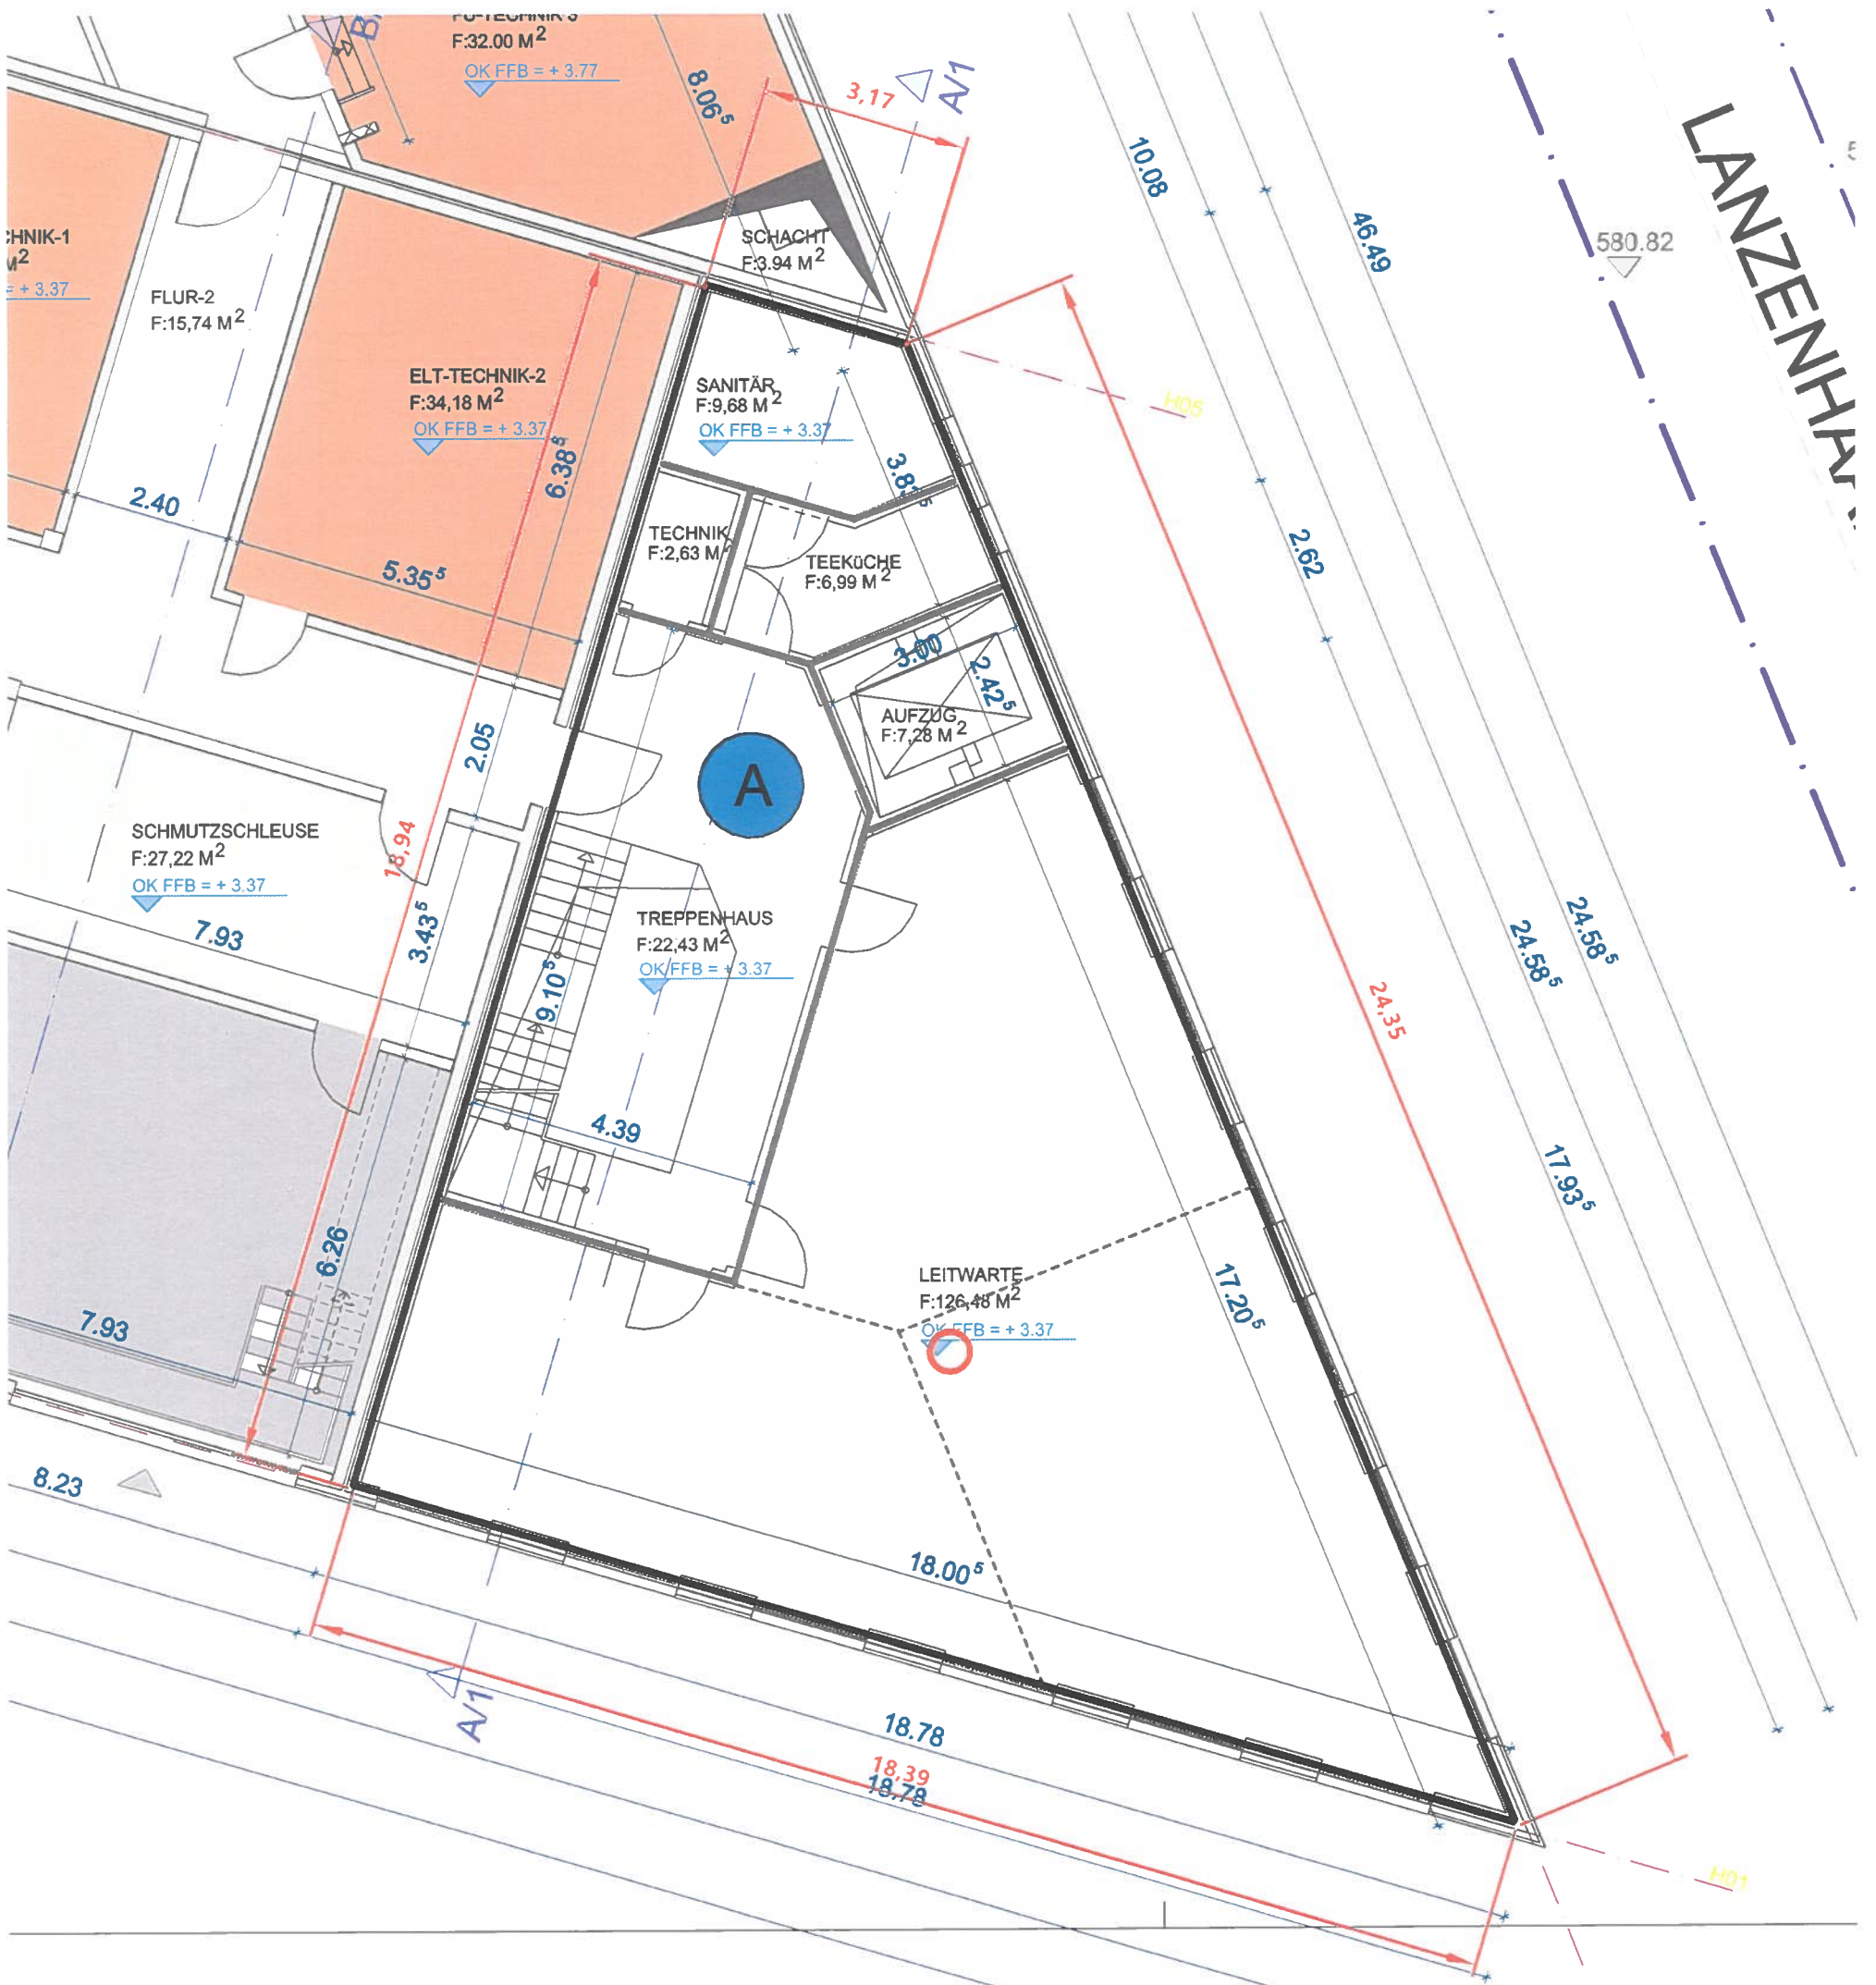 F:32.00 M²
OK FFB = + 3.77
8.06⁵
3,17
A/1
10.08
46.49
580.82
CHNIK-1
M²
= + 3.37
FLUR-2
F:15,74 M²
SCHACHT
F:3.94 M²
ELT-TECHNIK-2
F:34,18 M²
OK FFB = + 3.37
SANITÄR
F:9,68 M²
OK FFB = + 3.37
H05
6.38⁵
2.40
5.35⁵
TECHNIK
F:2,63 M²
TEEKüCHE
F:6,99 M²
2.62
3.00
2.42⁵
AUFZUG
F:7,28 M²
2.05
A
SCHMUTZSCHLEUSE
F:27,22 M²
OK FFB = + 3.37
18,94
7.93
3.43⁵
TREPPENHAUS
F:22,43 M²
OK FFB = + 3.37
9.10⁵
24,35
24.58⁵
24.58⁵
4.39
17.93⁵
6.26
7.93
LEITWARTE
F:126,48 M²
OK FFB = + 3.37
17.20⁵
8.23
18.00⁵
A/1
18.78
18,39
18,78
H01